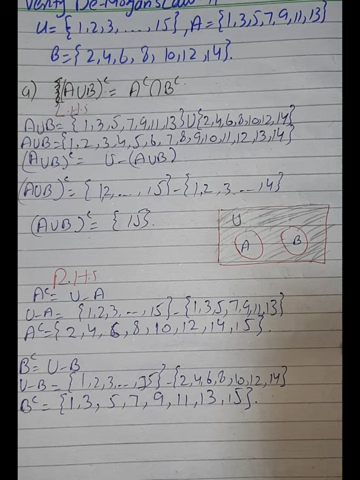 Verify De-Morgan's Law if
U = {1,2,3,...., 15}, A = {1,3,5,7,9,11,13}
B = {2,4,6,8,10,12,14}.
a) (A∪B)ᶜ = Aᶜ∩Bᶜ
L.H.S
A∪B = {1,3,5,7,9,11,13}∪{2,4,6,8,10,12,14}
A∪B = {1,2,3,4,5,6,7,8,9,10,11,12,13,14}
(A∪B)ᶜ = U-(A∪B)
(A∪B)ᶜ = {1,2,....,15}-{1,2,3....14}
(A∪B)ᶜ = {15}.
U
A B
R.H.S
Aᶜ = U-A
U-A = {1,2,3,...,15}-{1,3,5,7,9,11,13}
Aᶜ = {2,4,6,8,10,12,14,15}.
Bᶜ = U-B
U-B = {1,2,3,...,15}-{2,4,6,8,10,12,14}
Bᶜ = {1,3,5,7,9,11,13,15}.